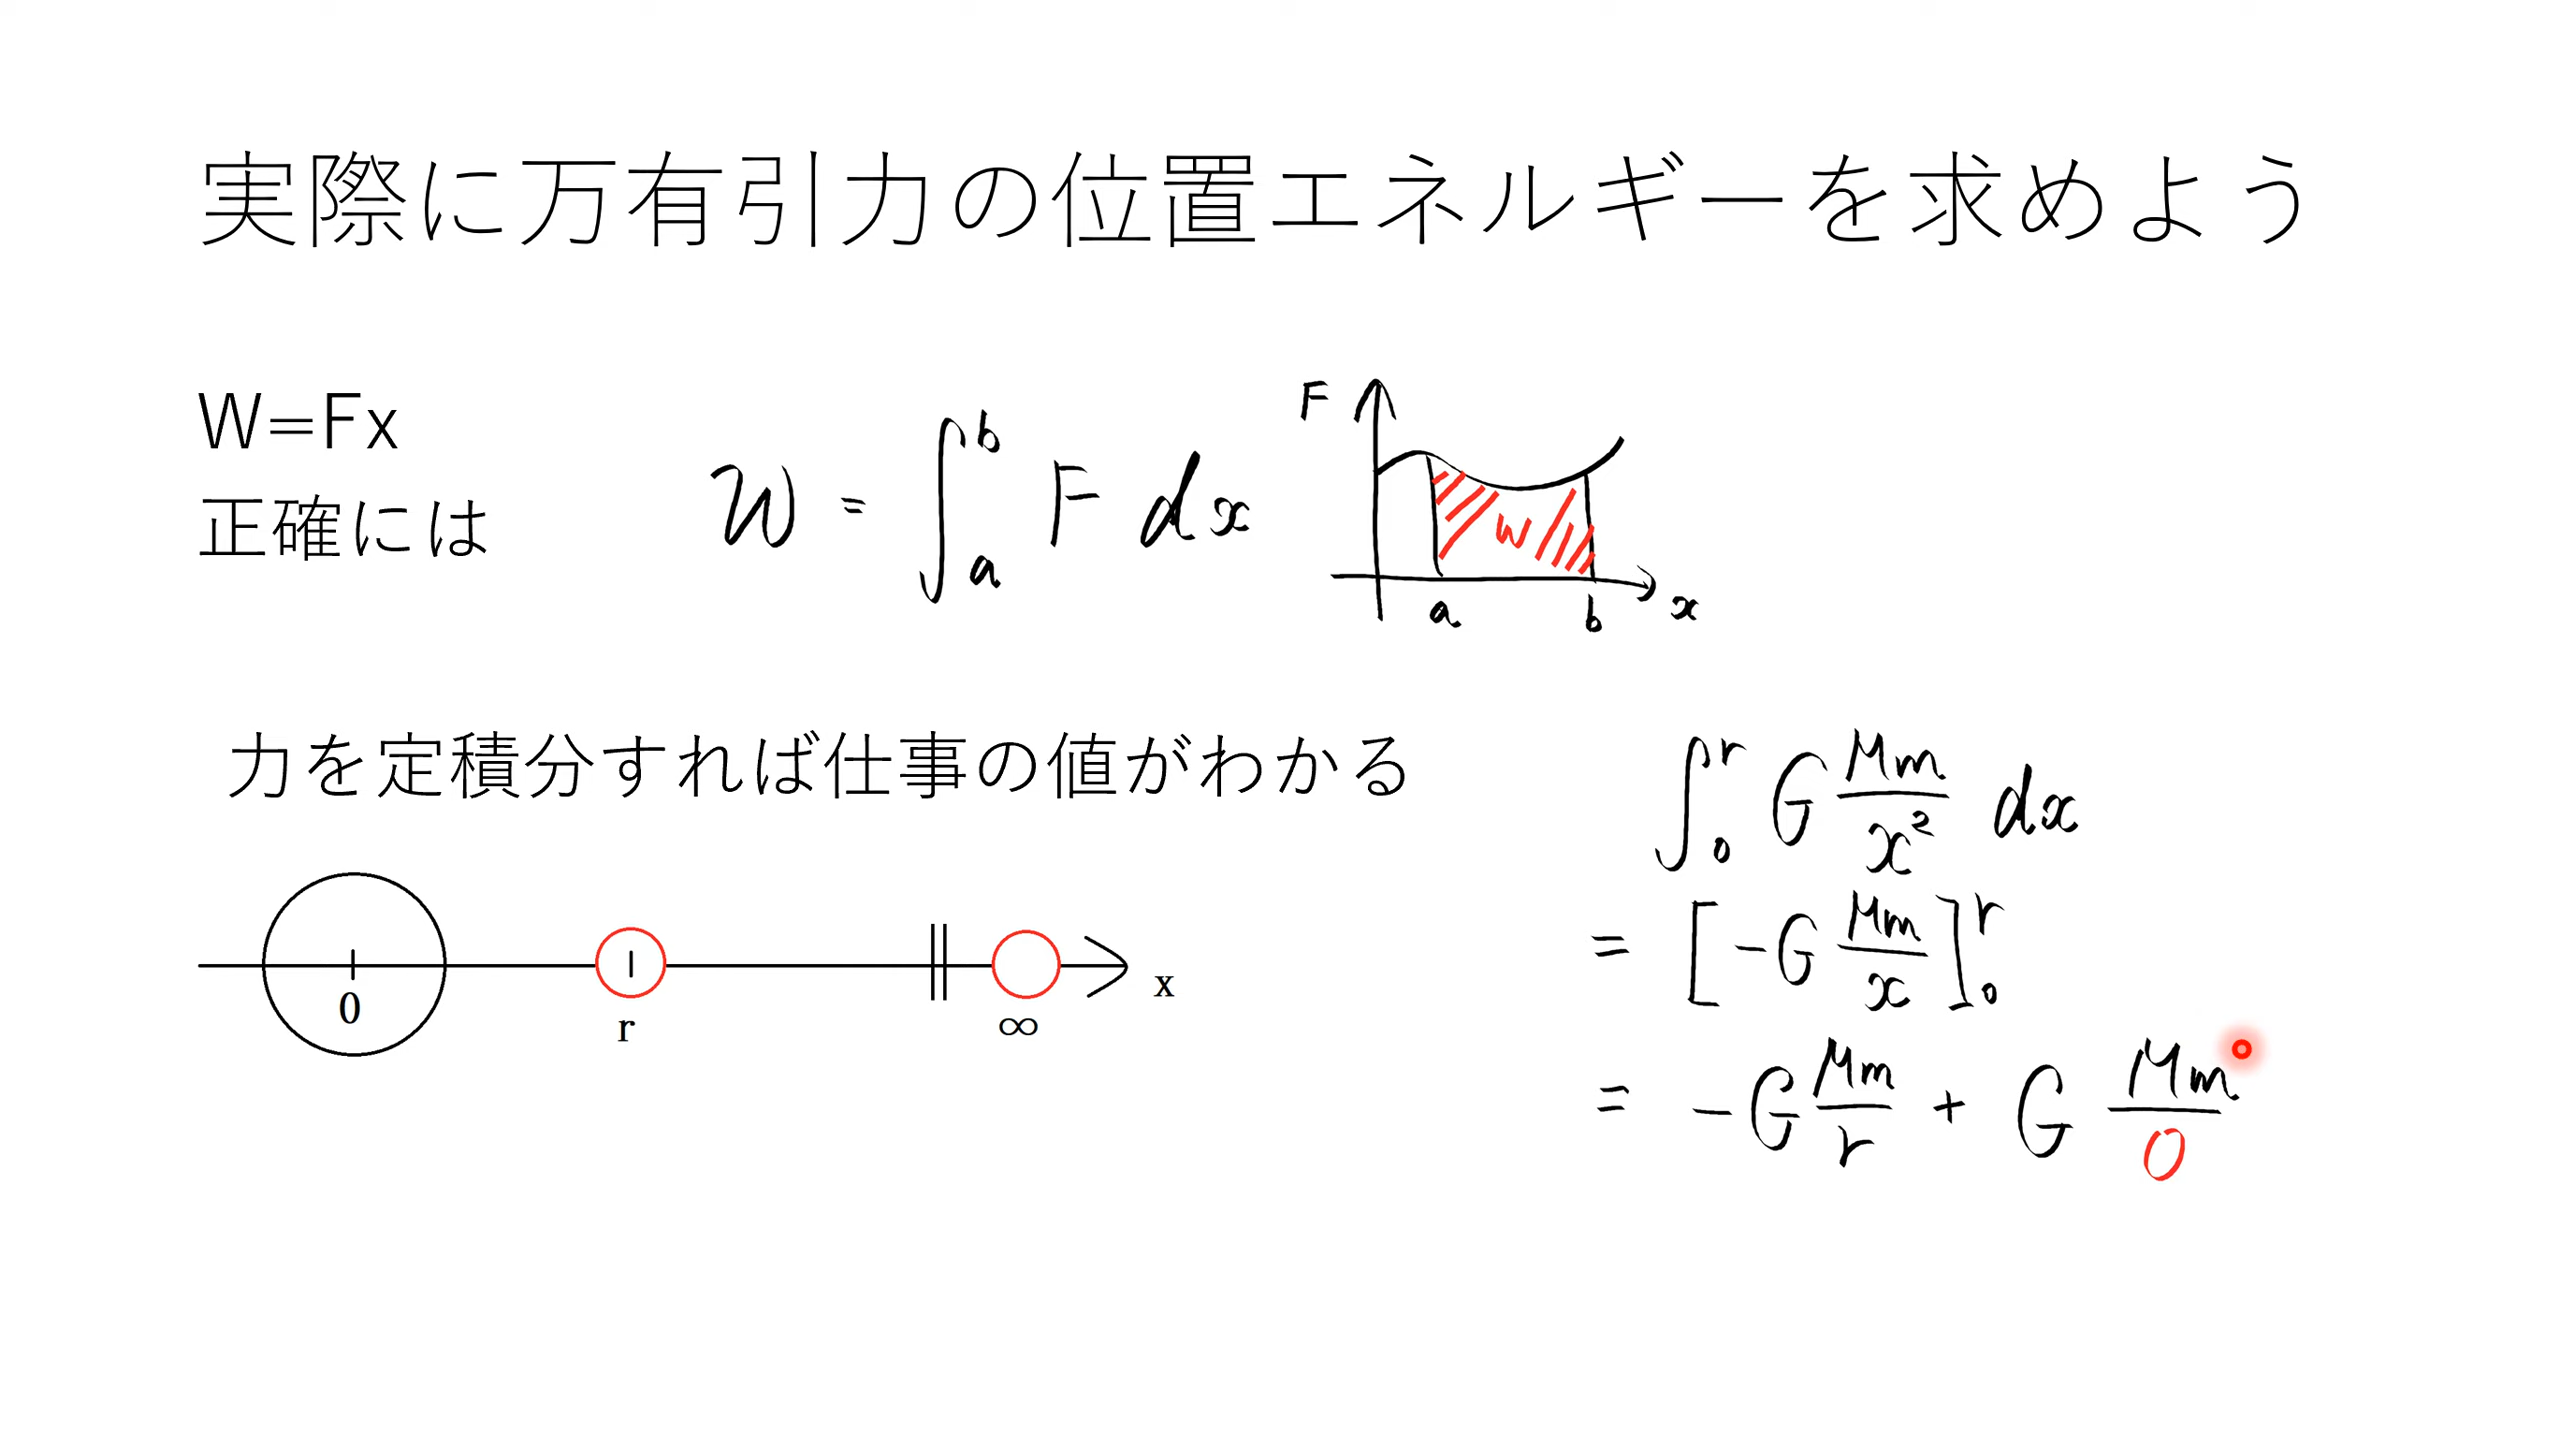 実際に万有引力の位置エネルギーを求めよう
W=Fx
正確には
W = ∫_a^b F dx
F
W
a b x
力を定積分すれば仕事の値がわかる
0 r ∞ x
∫_0^r G Mm/x² dx
= [-G Mm/x]_0^r
= -G Mm/r + G Mm/0